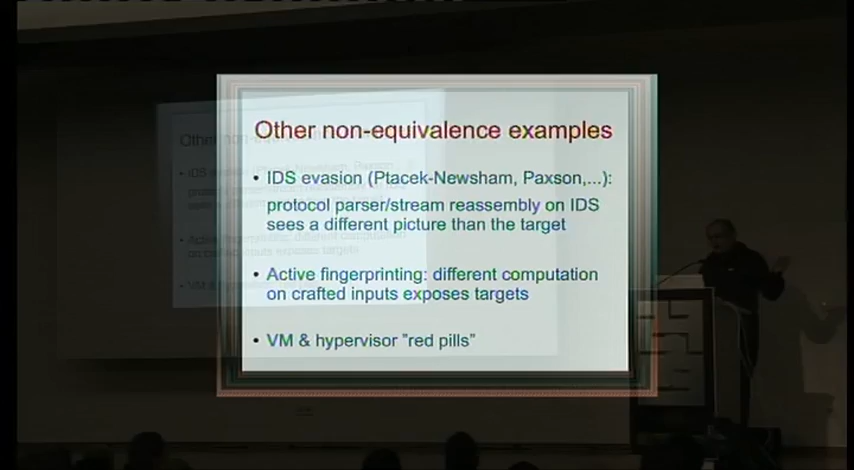 Other non-equivalence examples
• IDS evasion (Ptacek-Newsham, Paxson,...):
protocol parser/stream reassembly on IDS
sees a different picture than the target
• Active fingerprinting: different computation
on crafted inputs exposes targets
• VM & hypervisor "red pills"